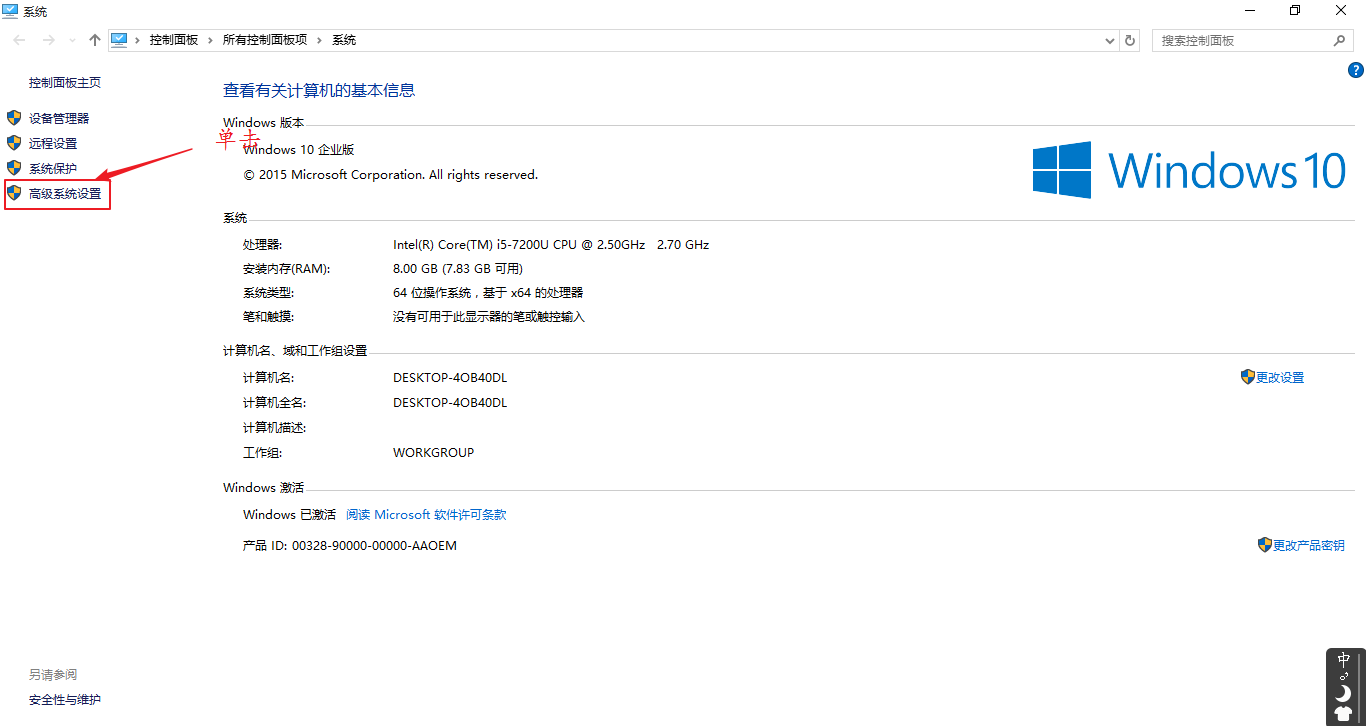 系统
控制面板 › 所有控制面板项 › 系统
搜索控制面板
控制面板主页
设备管理器
远程设置
系统保护
高级系统设置
单击
查看有关计算机的基本信息
Windows 版本
Windows 10 企业版
© 2015 Microsoft Corporation. All rights reserved.
Windows10
系统
处理器: Intel(R) Core(TM) i5-7200U CPU @ 2.50GHz 2.70 GHz
安装内存(RAM): 8.00 GB (7.83 GB 可用)
系统类型: 64 位操作系统，基于 x64 的处理器
笔和触摸: 没有可用于此显示器的笔或触控输入
计算机名、域和工作组设置
计算机名: DESKTOP-4OB40DL
更改设置
计算机全名: DESKTOP-4OB40DL
计算机描述:
工作组: WORKGROUP
Windows 激活
Windows 已激活 阅读 Microsoft 软件许可条款
产品 ID: 00328-90000-00000-AAOEM
更改产品密钥
另请参阅
安全性与维护
中